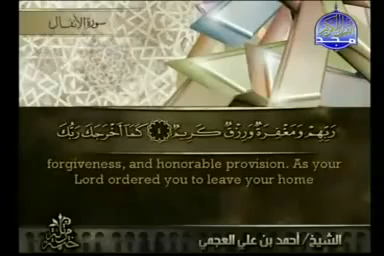 سورة الأنفال
رَبِّهِمْ وَمَغْفِرَةٌ وَرِزْقٌ كَرِيمٌ ٤ كَمَا أَخْرَجَكَ رَبُّكَ
forgiveness, and honorable provision. As your
Lord ordered you to leave your home
الشيخ/ أحمد بن علي العجمي